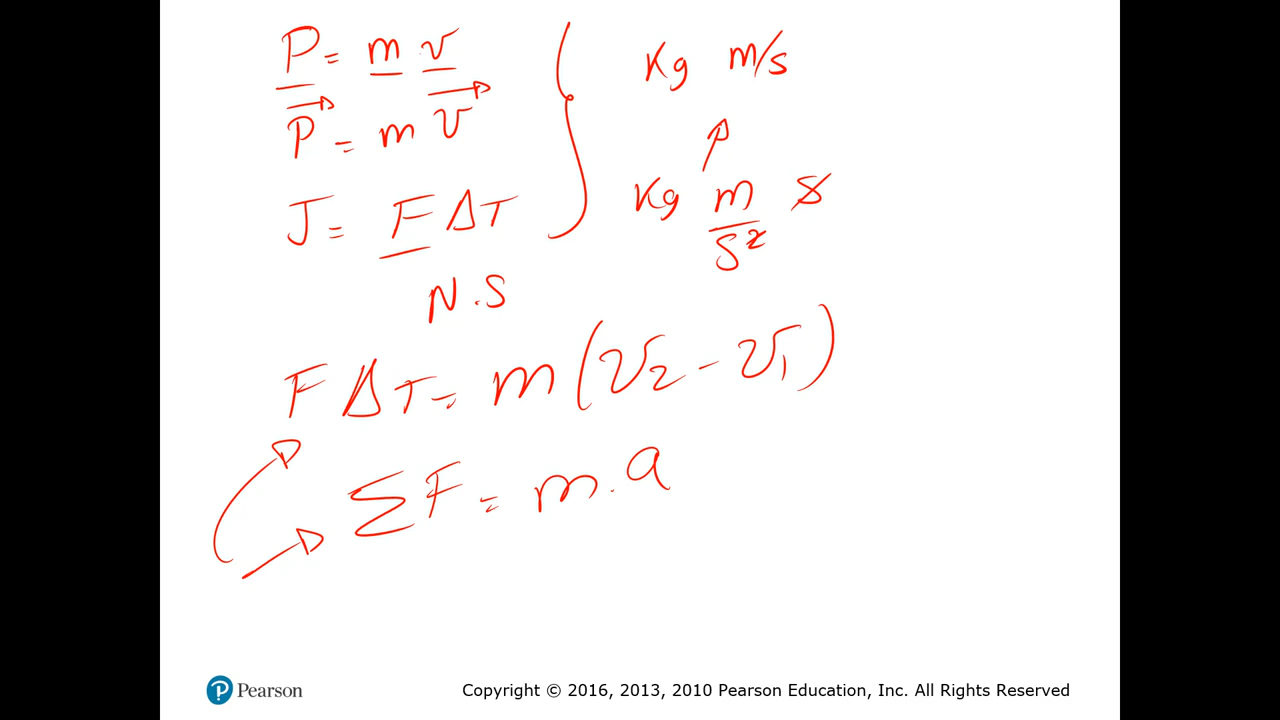 P = m v
P = m v
J = F ΔT
N.S
Kg m/s
Kg m/s² s
F ΔT = m(v₂ - v₁)
ΣF = m.a
Pearson
Copyright © 2016, 2013, 2010 Pearson Education, Inc. All Rights Reserved